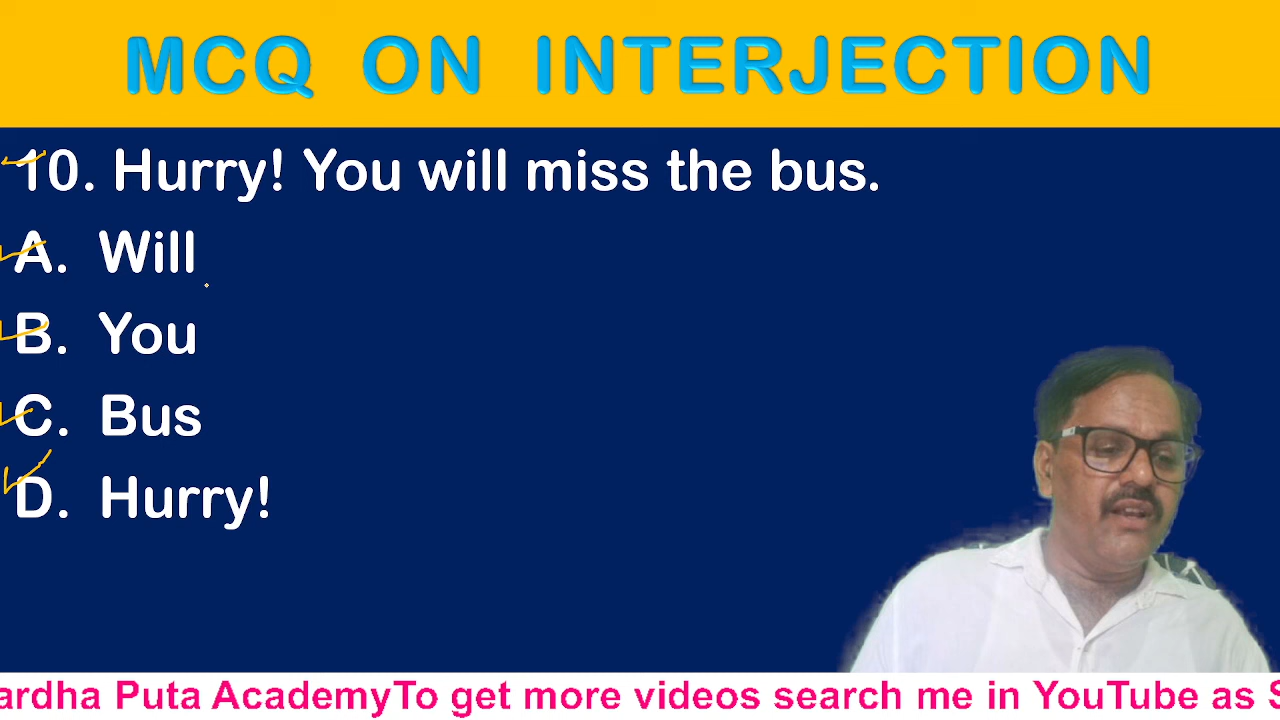 MCQ ON INTERJECTION
10. Hurry! You will miss the bus.
A. Will
B. You
C. Bus
D. Hurry!
ardha Puta AcademyTo get more videos search me in YouTube as S